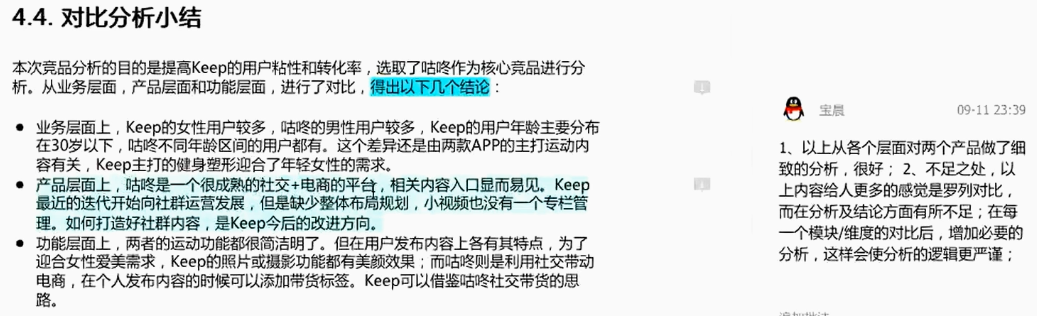 4.4. 对比分析小结
本次竞品分析的目的是提高Keep的用户粘性和转化率，选取了咕咚作为核心竞品进行分
析。从业务层面，产品层面和功能层面，进行了对比，得出以下几个结论：
● 业务层面上，Keep的女性用户较多，咕咚的男性用户较多，Keep的用户年龄主要分布
在30岁以下，咕咚不同年龄区间的用户都有。这个差异还是由两款APP的主打运动内
容有关，Keep主打的健身塑形迎合了年轻女性的需求。
● 产品层面上，咕咚是一个很成熟的社交+电商的平台，相关内容入口显而易见。Keep
最近的迭代开始向社群运营发展，但是缺少整体布局规划，小视频也没有一个专栏管
理。如何打造好社群内容，是Keep今后的改进方向。
● 功能层面上，两者的运动功能都很简洁明了。但在用户发布内容上各有其特点，为了
迎合女性爱美需求，Keep的照片或摄影功能都有美颜效果；而咕咚则是利用社交带动
电商，在个人发布内容的时候可以添加带货标签。Keep可以借鉴咕咚社交带货的思
路。
宝晨 09-11 23:39
1、以上从各个层面对两个产品做了细
致的分析，很好； 2、不足之处，以
上内容给人更多的感觉是罗列对比，
而在分析及结论方面有所不足；在每
一个模块/维度的对比后，增加必要的
分析，这样会使分析的逻辑更严谨；